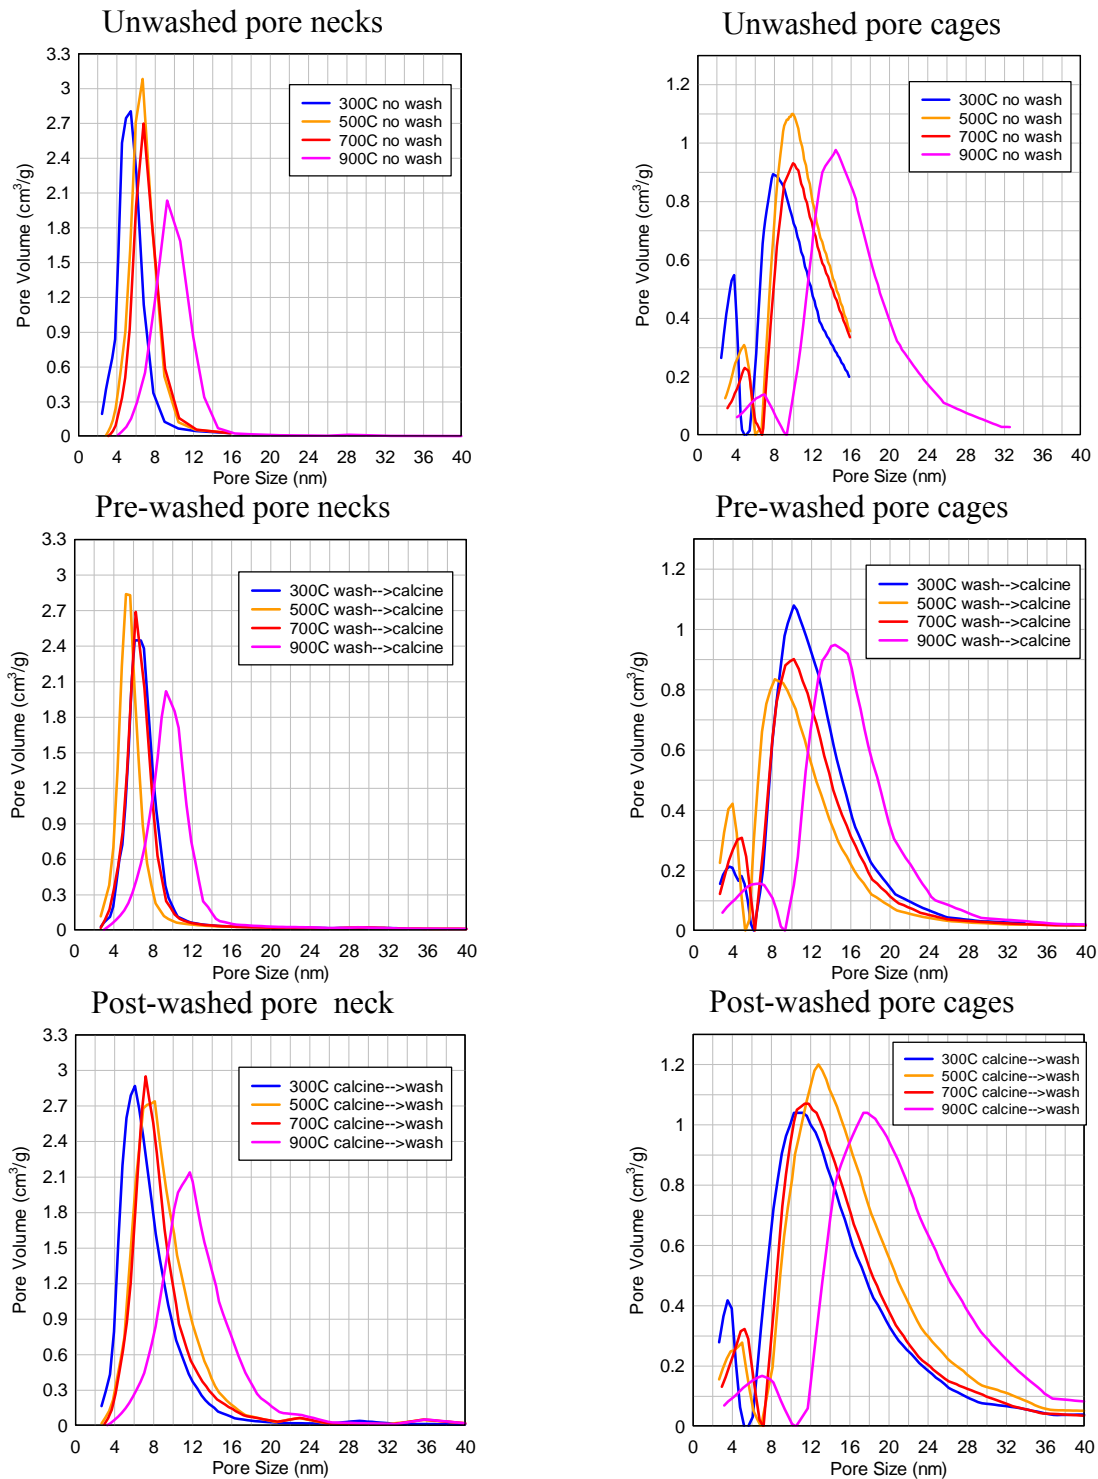 Unwashed pore necks
3.3
3
2.7
2.4
2.1
1.8
1.5
1.2
0.9
0.6
0.3
0
Pore Volume (cm³/g)
300C no wash
500C no wash
700C no wash
900C no wash
0 4 8 12 16 20 24 28 32 36 40
Pore Size (nm)
Unwashed pore cages
1.2
1
0.8
0.6
0.4
0.2
0
Pore Volume (cm³/g)
300C no wash
500C no wash
700C no wash
900C no wash
0 4 8 12 16 20 24 28 32 36 40
Pore Size (nm)
Pre-washed pore necks
3.3
3
2.7
2.4
2.1
1.8
1.5
1.2
0.9
0.6
0.3
0
Pore Volume (cm³/g)
300C wash-->calcine
500C wash-->calcine
700C wash-->calcine
900C wash-->calcine
0 4 8 12 16 20 24 28 32 36 40
Pore Size (nm)
Pre-washed pore cages
1.2
1
0.8
0.6
0.4
0.2
0
Pore Volume (cm³/g)
300C wash-->calcine
500C wash-->calcine
700C wash-->calcine
900C wash-->calcine
0 4 8 12 16 20 24 28 32 36 40
Pore Size (nm)
Post-washed pore neck
3.3
3
2.7
2.4
2.1
1.8
1.5
1.2
0.9
0.6
0.3
0
Pore Volume (cm³/g)
300C calcine-->wash
500C calcine-->wash
700C calcine-->wash
900C calcine-->wash
0 4 8 12 16 20 24 28 32 36 40
Pore Size (nm)
Post-washed pore cages
1.2
1
0.8
0.6
0.4
0.2
0
Pore Volume (cm³/g)
300C calcine-->wash
500C calcine-->wash
700C calcine-->wash
900C calcine-->wash
0 4 8 12 16 20 24 28 32 36 40
Pore Size (nm)